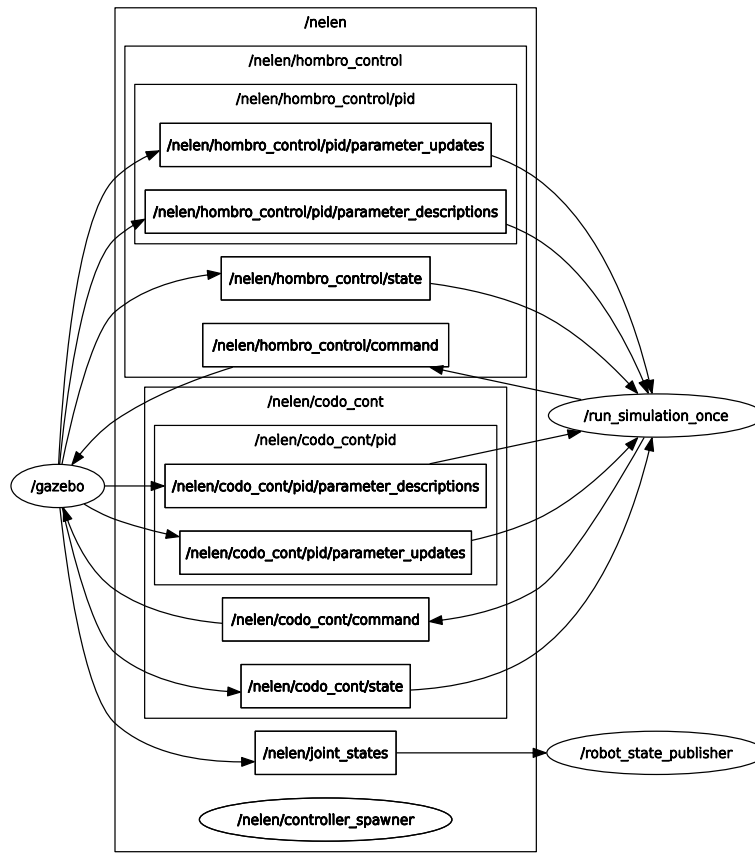 /nelen
/nelen/hombro_control
/nelen/hombro_control/pid
/nelen/hombro_control/pid/parameter_updates
/nelen/hombro_control/pid/parameter_descriptions
/nelen/hombro_control/state
/nelen/hombro_control/command
/nelen/codo_cont
/run_simulation_once
/nelen/codo_cont/pid
/gazebo
/nelen/codo_cont/pid/parameter_descriptions
/nelen/codo_cont/pid/parameter_updates
/nelen/codo_cont/command
/nelen/codo_cont/state
/nelen/joint_states
/robot_state_publisher
/nelen/controller_spawner